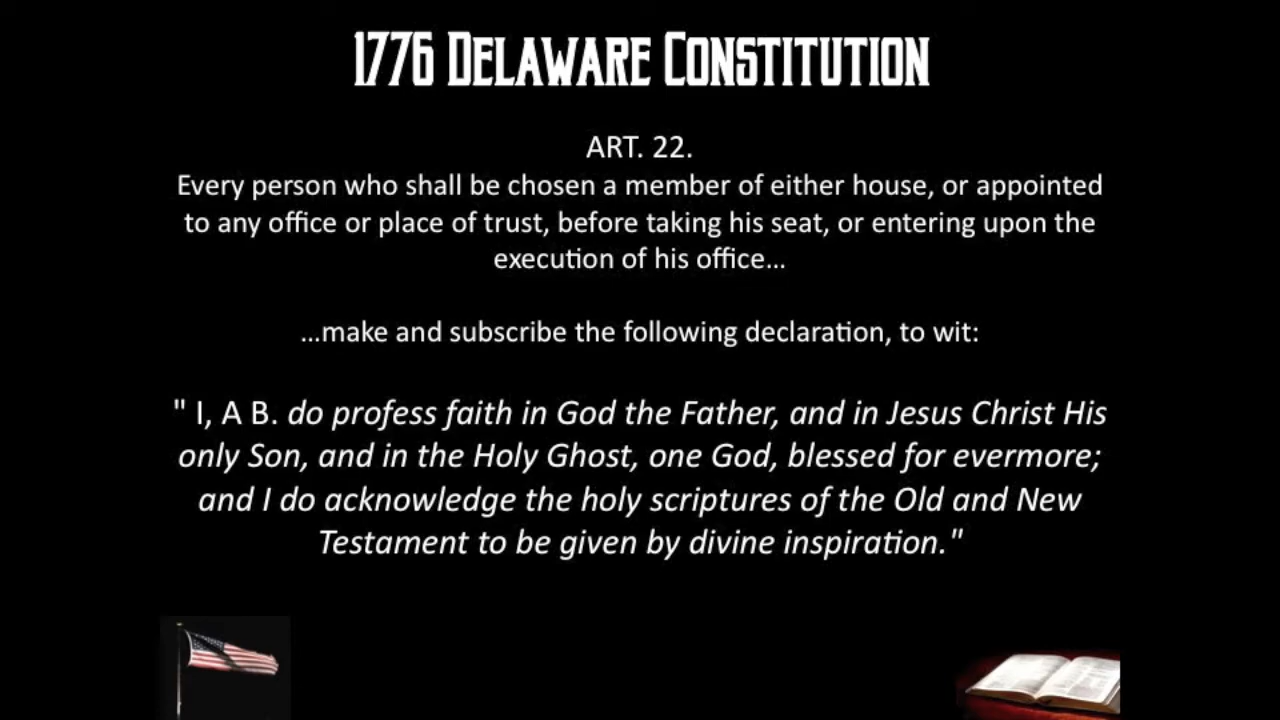 1776 Delaware Constitution
ART. 22.
Every person who shall be chosen a member of either house, or appointed
to any office or place of trust, before taking his seat, or entering upon the
execution of his office...
...make and subscribe the following declaration, to wit:
" I, A B. do profess faith in God the Father, and in Jesus Christ His
only Son, and in the Holy Ghost, one God, blessed for evermore;
and I do acknowledge the holy scriptures of the Old and New
Testament to be given by divine inspiration."